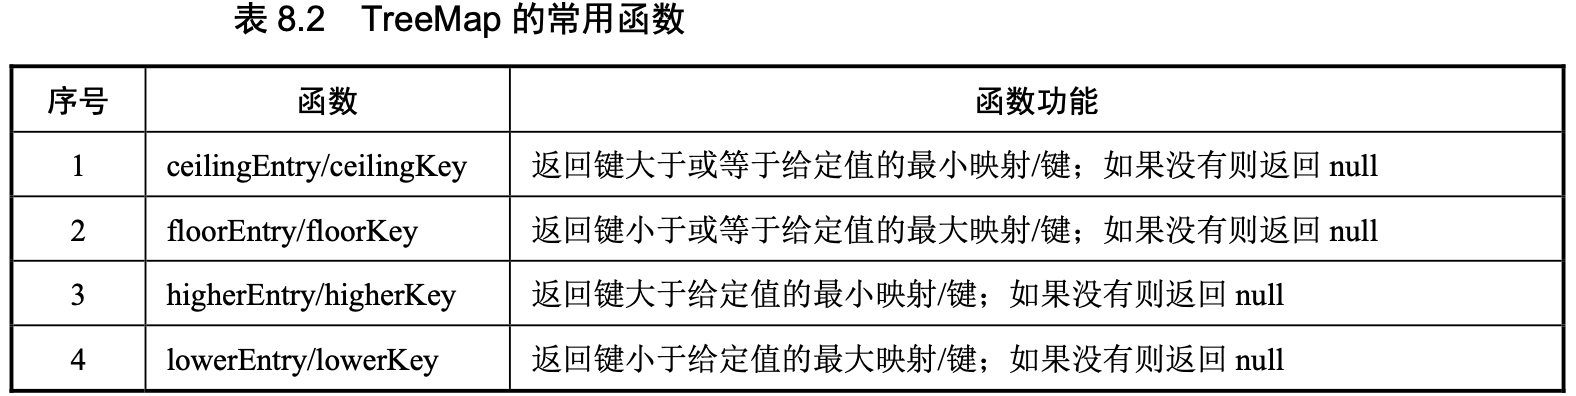 表 8.2 TreeMap 的常用函数
序号 函数 函数功能
1 ceilingEntry/ceilingKey 返回键大于或等于给定值的最小映射/键；如果没有则返回 null
2 floorEntry/floorKey 返回键小于或等于给定值的最大映射/键；如果没有则返回 null
3 higherEntry/higherKey 返回键大于给定值的最小映射/键；如果没有则返回 null
4 lowerEntry/lowerKey 返回键小于给定值的最大映射/键；如果没有则返回 null